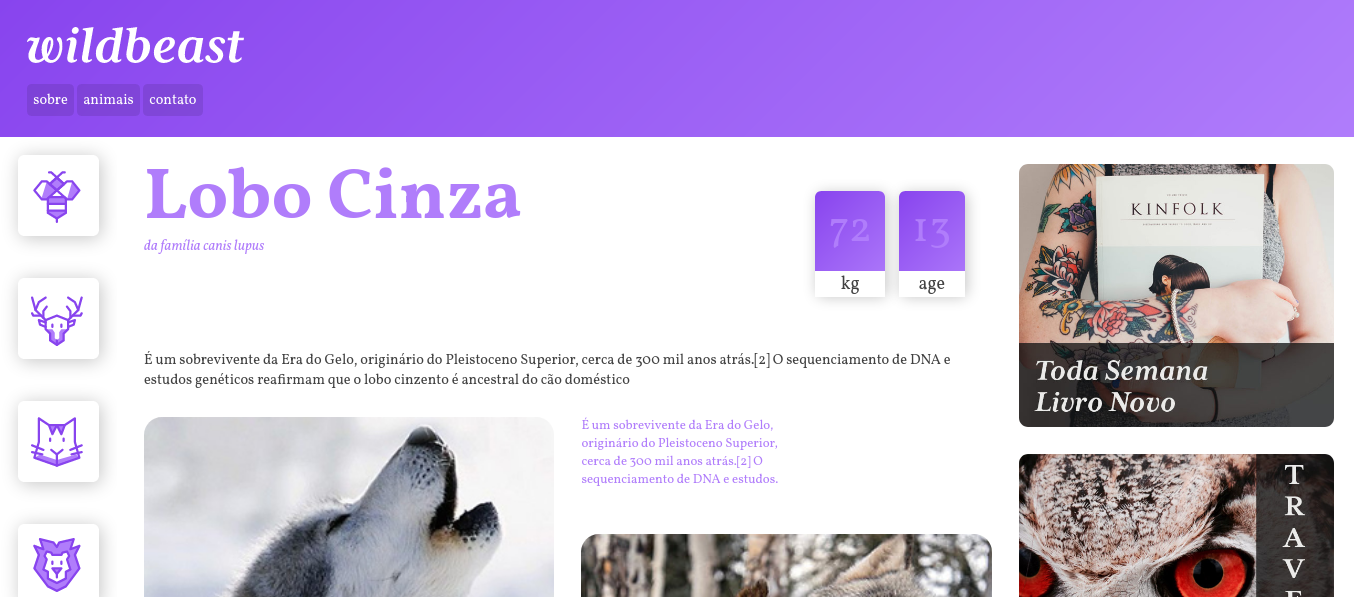 wildbeast
sobre animais contato
Lobo Cinza
da família canis lupus
72
kg
13
age
É um sobrevivente da Era do Gelo, originário do Pleistoceno Superior, cerca de 300 mil anos atrás.[2] O sequenciamento de DNA e
estudos genéticos reafirmam que o lobo cinzento é ancestral do cão doméstico
É um sobrevivente da Era do Gelo,
originário do Pleistoceno Superior,
cerca de 300 mil anos atrás.[2] O
sequenciamento de DNA e estudos.
KINFOLK
Toda Semana
Livro Novo
T
R
A
V